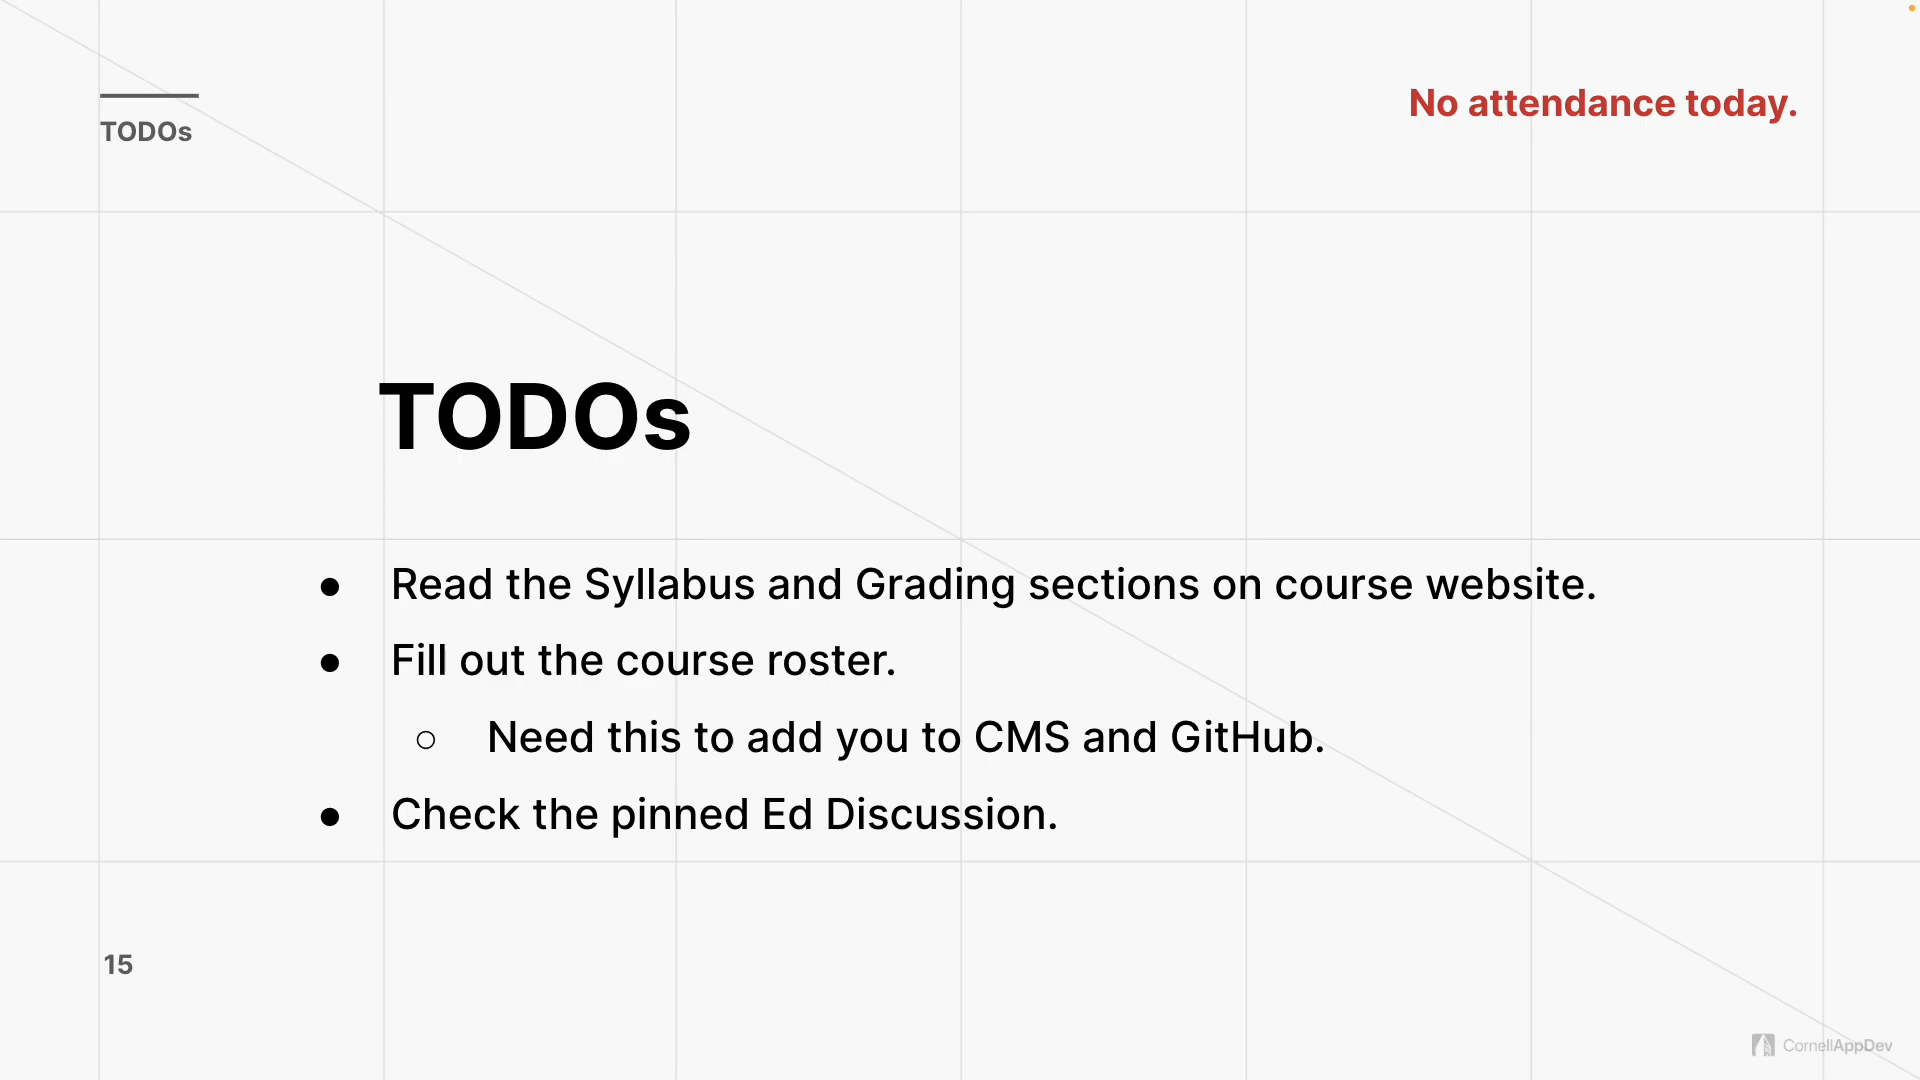 TODOs
No attendance today.
TODOs
● Read the Syllabus and Grading sections on course website.
● Fill out the course roster.
○ Need this to add you to CMS and GitHub.
● Check the pinned Ed Discussion.
15
CornellAppDev